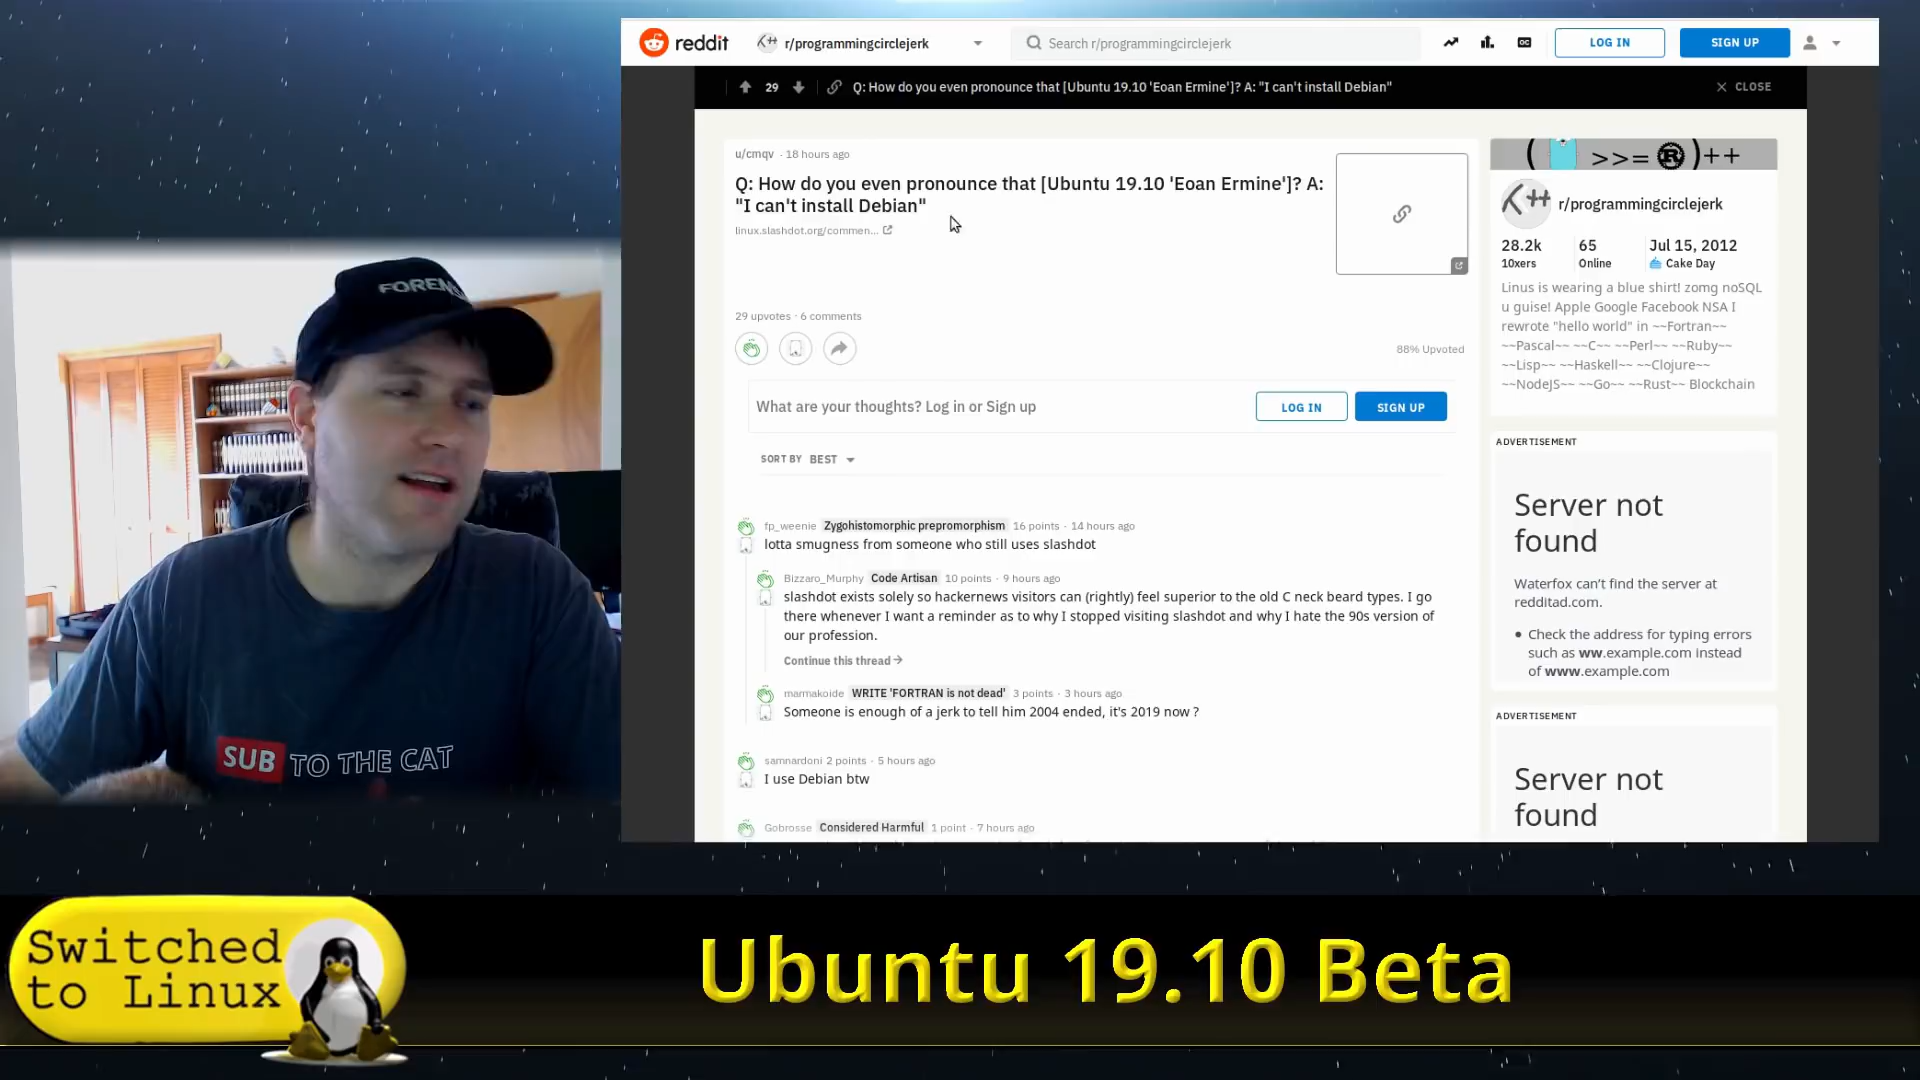 reddit
r/programmingcirclejerk
Search r/programmingcirclejerk
LOG IN
SIGN UP
29
Q: How do you even pronounce that [Ubuntu 19.10 'Eoan Ermine']? A: "I can't install Debian"
CLOSE
u/cmqv · 18 hours ago
Q: How do you even pronounce that [Ubuntu 19.10 'Eoan Ermine']? A:
"I can't install Debian"
linux.slashdot.org/commen...
29 upvotes · 6 comments
88% Upvoted
What are your thoughts? Log in or Sign up
LOG IN
SIGN UP
SORT BY BEST
fp_weenie Zygohistomorphic prepromorphism 16 points · 14 hours ago
lotta smugness from someone who still uses slashdot
Bizzaro_Murphy Code Artisan 10 points · 9 hours ago
slashdot exists solely so hackernews visitors can (rightly) feel superior to the old C neck beard types. I go
there whenever I want a reminder as to why I stopped visiting slashdot and why I hate the 90s version of
our profession.
Continue this thread →
marmakoide WRITE 'FORTRAN is not dead' 3 points · 3 hours ago
Someone is enough of a jerk to tell him 2004 ended, it's 2019 now ?
samnardoni 2 points · 5 hours ago
I use Debian btw
Gobrosse Considered Harmful 1 point · 7 hours ago
( >>= R)++
r/programmingcirclejerk
28.2k 65 Jul 15, 2012
10xers Online Cake Day
Linus is wearing a blue shirt! zomg noSQL
u guise! Apple Google Facebook NSA I
rewrote "hello world" in ~~Fortran~~
~~Pascal~~ ~~C~~ ~~Perl~~ ~~Ruby~~
~~Lisp~~ ~~Haskell~~ ~~Clojure~~
~~NodeJS~~ ~~Go~~ ~~Rust~~ Blockchain
ADVERTISEMENT
Server not
found
Waterfox can't find the server at
redditad.com.
• Check the address for typing errors
such as ww.example.com instead
of www.example.com
ADVERTISEMENT
Server not
found
SUB TO THE CAT
Switched
to Linux
Ubuntu 19.10 Beta